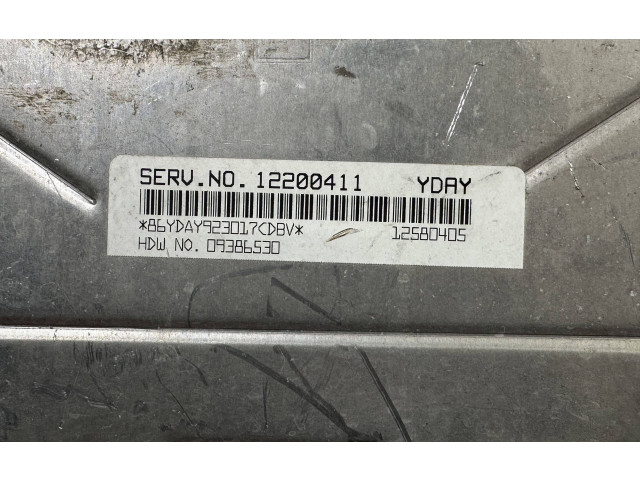 SERV.NO. 12200411 YDAY
*86YDAY923017CDBV* 12580405
HDW NO. 09386530